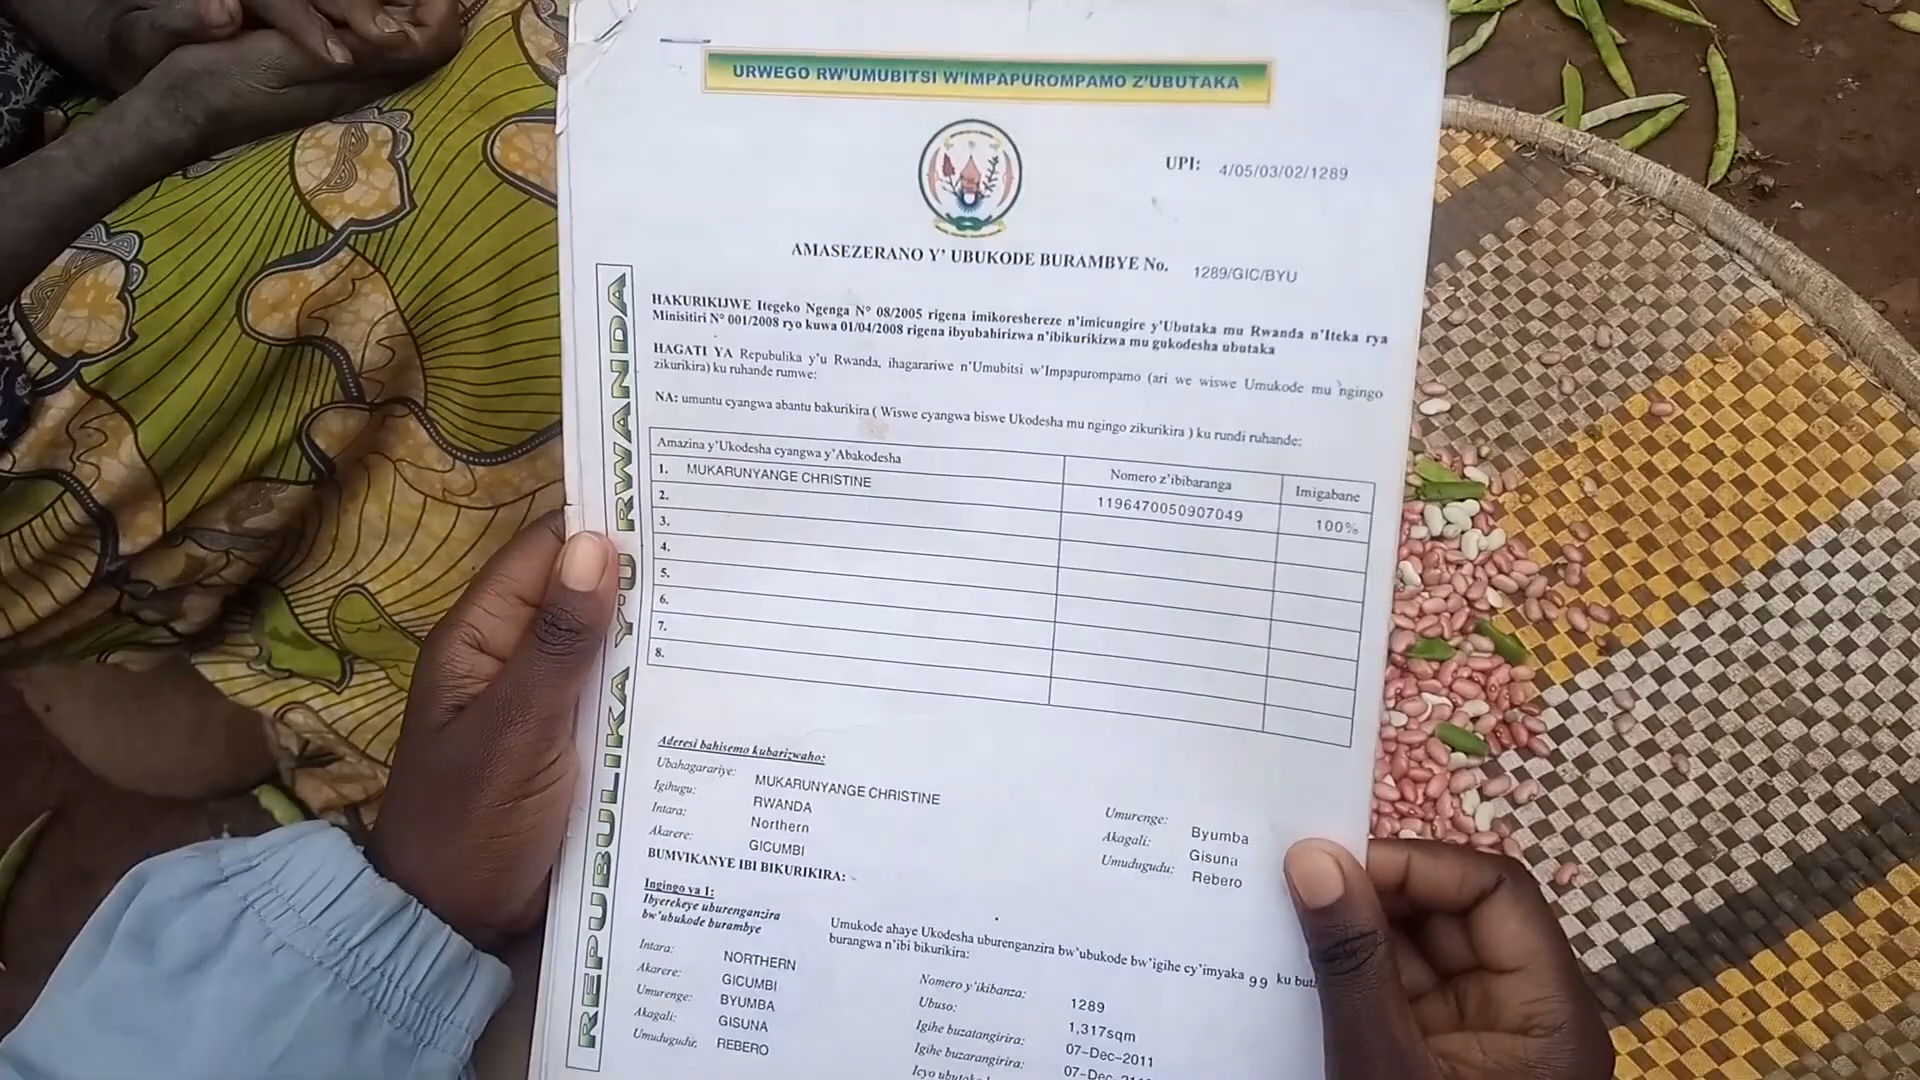 URWEGO RW'UMUBITSI W'IMPAPUROMPAMO Z'UBUTAKA
UPI: 4/05/03/02/1289
AMASEZERANO Y' UBUKODE BURAMBYE No. 1289/GIC/BYU
REPUBULIKA Y'U RWANDA
HAKURIKIJWE Itegeko Ngenga N° 08/2005 rigena imikoreshereze n'imicungire y'Ubutaka mu Rwanda n'Iteka rya
Minisitiri N° 001/2008 ryo kuwa 01/04/2008 rigena ibyubahirizwa n'ibikurikizwa mu gukodesha ubutaka
HAGATI YA Repubulika y'u Rwanda, ihagarariwe n'Umubitsi w'Impapurompamo (ari we wiswe Umukode mu ngingo
zikurikira) ku ruhande rumwe:
NA: umuntu cyangwa abantu bakurikira ( Wiswe cyangwa biswe Ukodesha mu ngingo zikurikira ) ku rundi ruhande:
Amazina y'Ukodesha cyangwa y'Abakodesha Nomero z'ibibaranga Imigabane
1. MUKARUNYANGE CHRISTINE 1196470050907049 100%
2.
3.
4.
5.
6.
7.
8.
Aderesi bahisemo kubarizwaho:
Ubahagarariye: MUKARUNYANGE CHRISTINE
Igihugu: RWANDA Umurenge: Byumba
Intara: Northern Akagali: Gisuna
Akarere: GICUMBI Umudugudu: Rebero
BUMVIKANYE IBI BIKURIKIRA:
Ingingo ya 1:
Ibyerekeye uburenganzira
bw'ubukode burambye
Umukode ahaye Ukodesha uburenganzira bw'ubukode bw'igihe cy'imyaka 99 ku
burangwa n'ibi bikurikira:
Intara: NORTHERN Nomero y'ikibanza: 1289
Akarere: GICUMBI Ubuso: 1,317sqm
Umurenge: BYUMBA Igihe buzatangirira: 07-Dec-2011
Akagali: GISUNA Igihe buzarangirira: 07-Dec
Umudugudu: REBERO Icyo